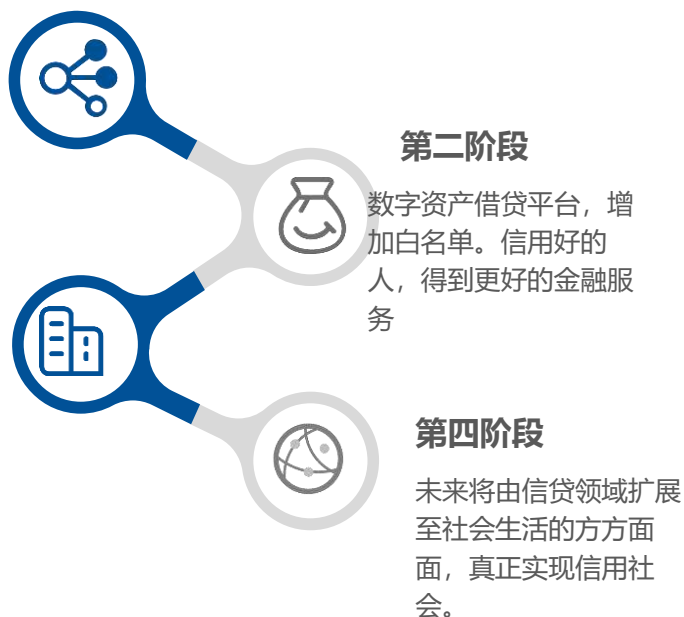 第二阶段
数字资产借贷平台，增
加白名单。信用好的
人，得到更好的金融服
务
第四阶段
未来将由信贷领域扩展
至社会生活的方方面
面，真正实现信用社
会。